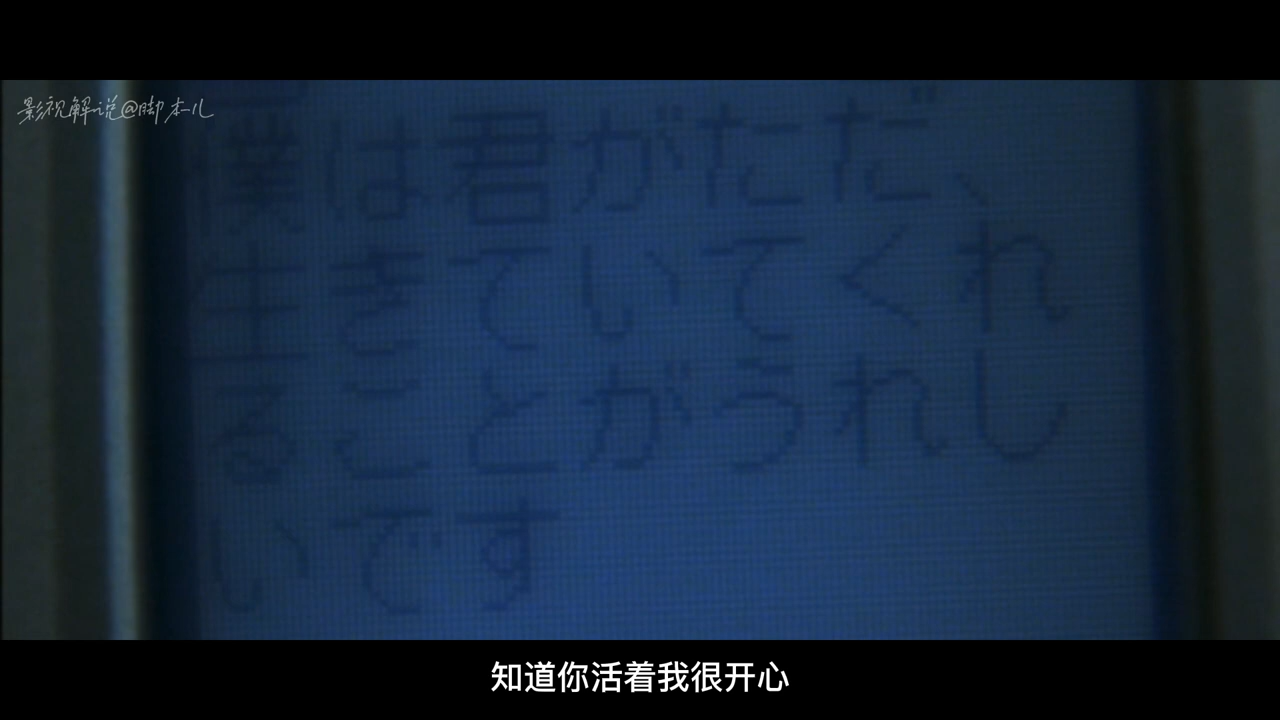 影视解说@脚本儿
僕は君がただ、
生きていてくれ
ることがうれし
いです
知道你活着我很开心